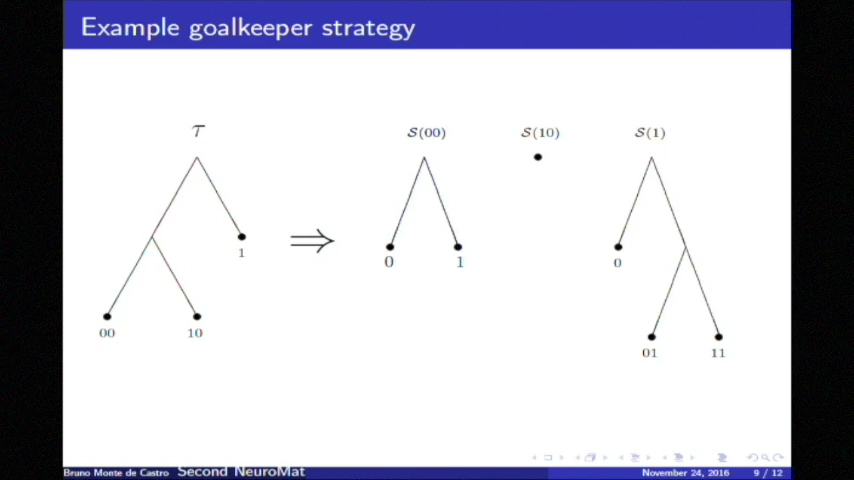 Example goalkeeper strategy
τ
S(00)
S(10)
S(1)
⇒
1
0
1
0
00
10
01
11
Bruno Monte de Castro Second NeuroMat November 24, 2016 9 / 12